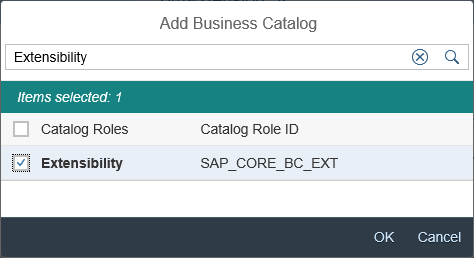 Add Business Catalog
Extensibility
Items selected: 1
Catalog Roles Catalog Role ID
Extensibility SAP_CORE_BC_EXT
OK Cancel